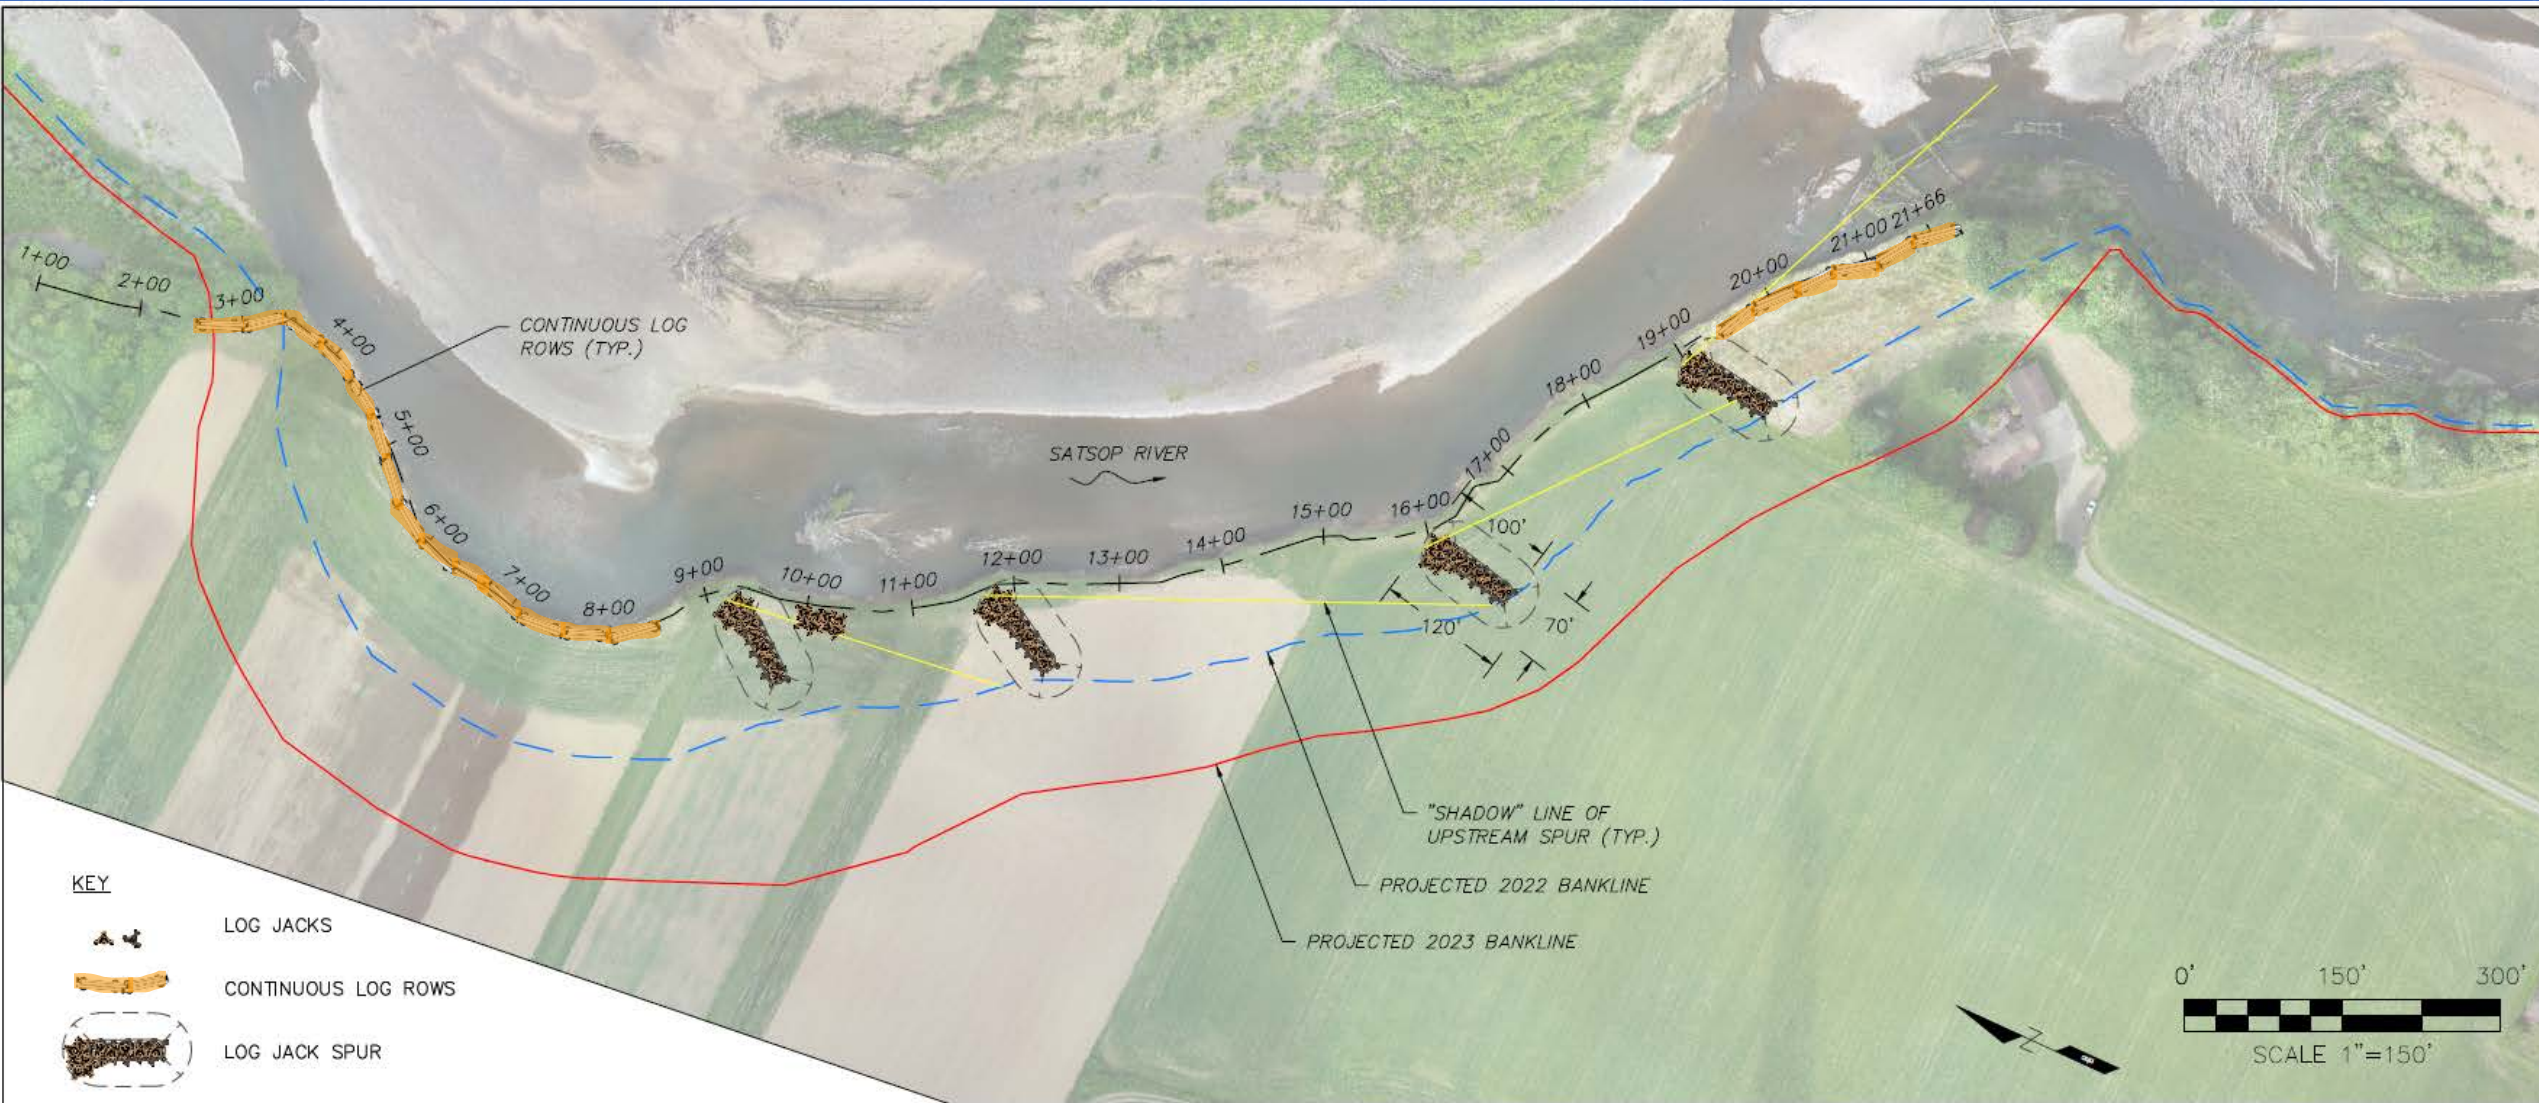 1+00
2+00
3+00
4+00
5+00
6+00
7+00
8+00
9+00
10+00
11+00
12+00
13+00
14+00
15+00
16+00
17+00
18+00
19+00
20+00
21+00
21+66
CONTINUOUS LOG
ROWS (TYP.)
SATSOP RIVER
100'
120'
70'
"SHADOW" LINE OF
UPSTREAM SPUR (TYP.)
PROJECTED 2022 BANKLINE
PROJECTED 2023 BANKLINE
KEY
LOG JACKS
CONTINUOUS LOG ROWS
LOG JACK SPUR
N
0' 150' 300'
SCALE 1"=150'